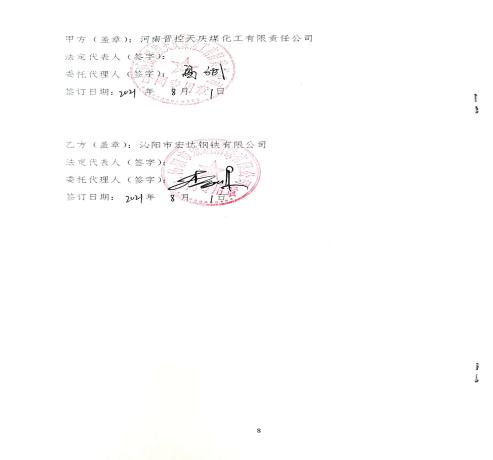 甲方（盖章）：河南晋控天庆煤化工有限责任公司
法定代表人（签字）：
委托代理人（签字）：
签订日期：2021 年 8 月 1 日
乙方（盖章）：沁阳市宏达钢铁有限公司
法定代表人（签字）：
委托代理人（签字）：
签订日期：2021 年 8 月 1 日
8